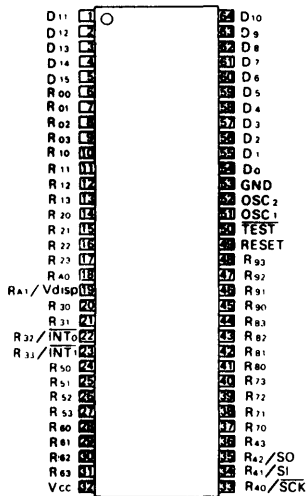 D11 1 64 D10
D12 2 63 D9
D13 3 62 D8
D14 4 61 D7
D15 5 60 D6
R00 6 59 D5
R01 7 58 D4
R02 8 57 D3
R03 9 56 D2
R10 10 55 D1
R11 11 54 D0
R12 12 53 GND
R13 13 52 OSC2
R20 14 51 OSC1
R21 15 50 TEST
R22 16 49 RESET
R23 17 48 R93
RA0 18 47 R92
RA1/Vdisp 19 46 R91
R30 20 45 R90
R31 21 44 R83
R32/INT0 22 43 R82
R33/INT1 23 42 R81
R50 24 41 R80
R51 25 40 R73
R52 26 39 R72
R53 27 38 R71
R60 28 37 R70
R61 29 36 R43
R62 30 35 R42/SO
R63 31 34 R41/SI
Vcc 32 33 R40/SCK